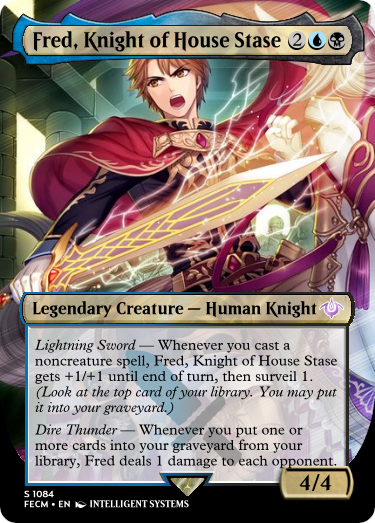 Fred, Knight of House Stase 2
Legendary Creature — Human Knight
Lightning Sword — Whenever you cast a
noncreature spell, Fred, Knight of House Stase
gets +1/+1 until end of turn, then surveil 1.
(Look at the top card of your library. You may put
it into your graveyard.)
Dire Thunder — Whenever you put one or
more cards into your graveyard from your
library, Fred deals 1 damage to each opponent.
4/4
S 1084
FECM • EN INTELLIGENT SYSTEMS